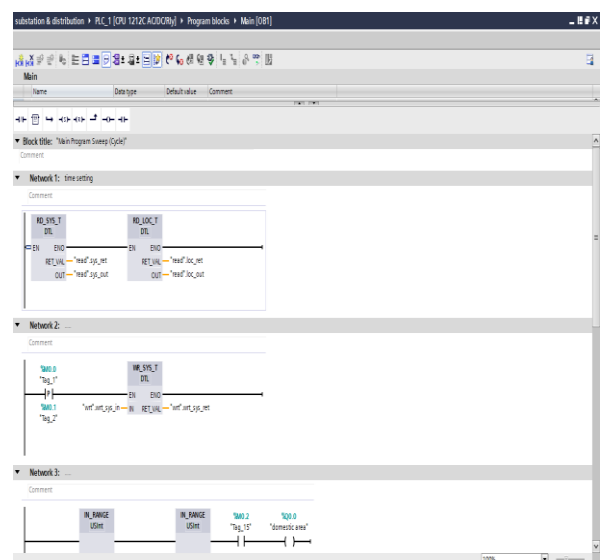 substation & distribution ▸ PLC_1 [CPU 1212C AC/DC/Rly] ▸ Program blocks ▸ Main [OB1]
Main
Name Data type Default value Comment
Block title: "Main Program Sweep (Cycle)"
Comment
Network 1: time setting
Comment
RD_SYS_T RD_LOC_T
DTL DTL
EN ENO EN ENO
RET_VAL "read".sys_ret RET_VAL "read".loc_ret
OUT "read".sys_out OUT "read".loc_out
Network 2: ...
Comment
%M0.0 WR_SYS_T
"Tag_1" DTL
P EN ENO
%M0.1 "wrt".wrt_sys_in IN RET_VAL "wrt".wrt_sys_ret
"Tag_2"
Network 3: ...
Comment
IN_RANGE IN_RANGE %M0.2 %Q0.0
USInt USInt "Tag_15" "domestic area"
100%